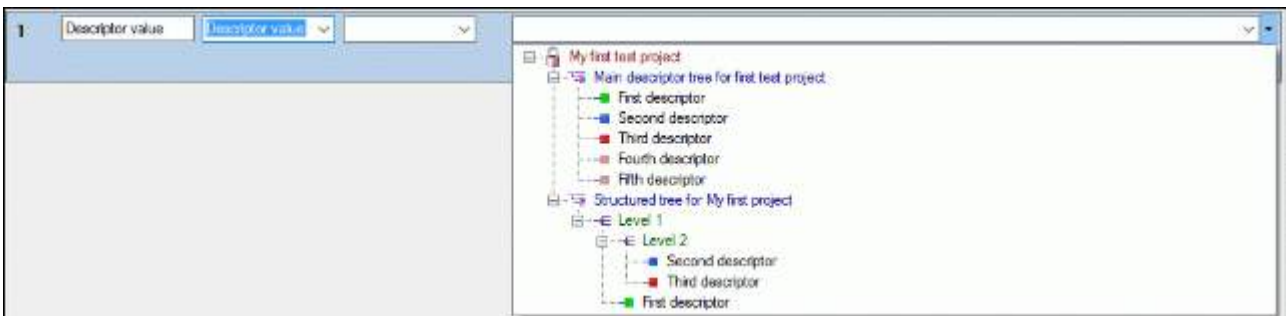 1 Descriptor value Descriptor value
My first test project
Main descriptor tree for first test project
First descriptor
Second descriptor
Third descriptor
Fourth descriptor
Fifth descriptor
Structured tree for My first project
Level 1
Level 2
Second descriptor
Third descriptor
First descriptor